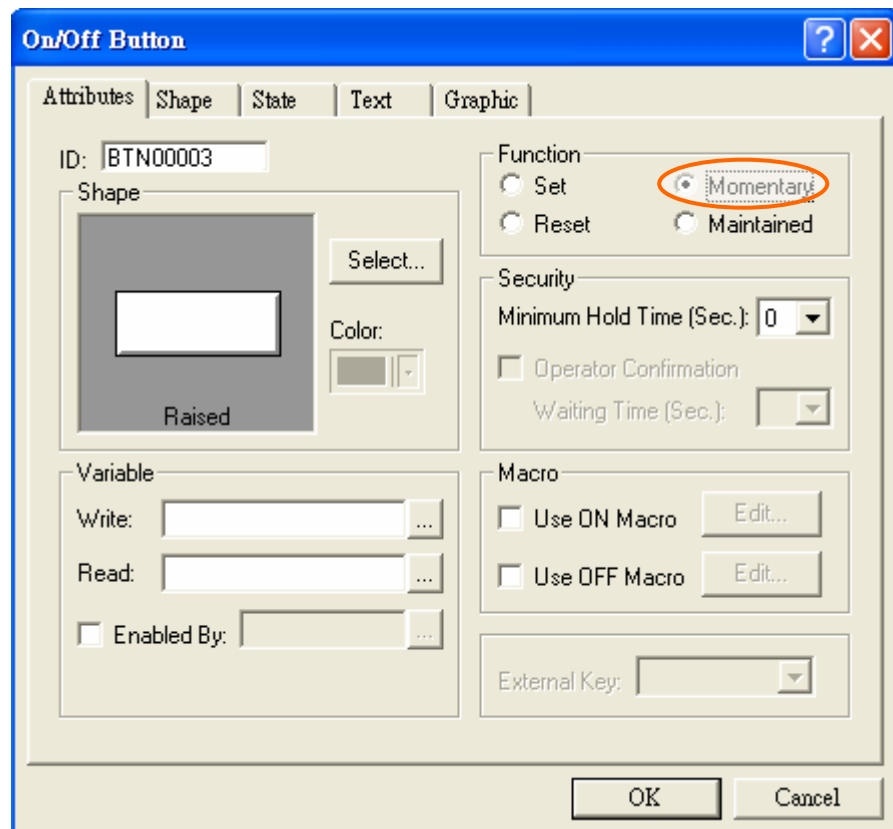 On/Off Button
Attributes Shape State Text Graphic
ID: BTN00003
Shape
Raised
Select...
Color:
Function
Set Momentary
Reset Maintained
Security
Minimum Hold Time (Sec.): 0
Operator Confirmation
Waiting Time (Sec.):
Variable
Write: ...
Read: ...
Enabled By: ...
Macro
Use ON Macro Edit...
Use OFF Macro Edit...
External Key:
OK Cancel